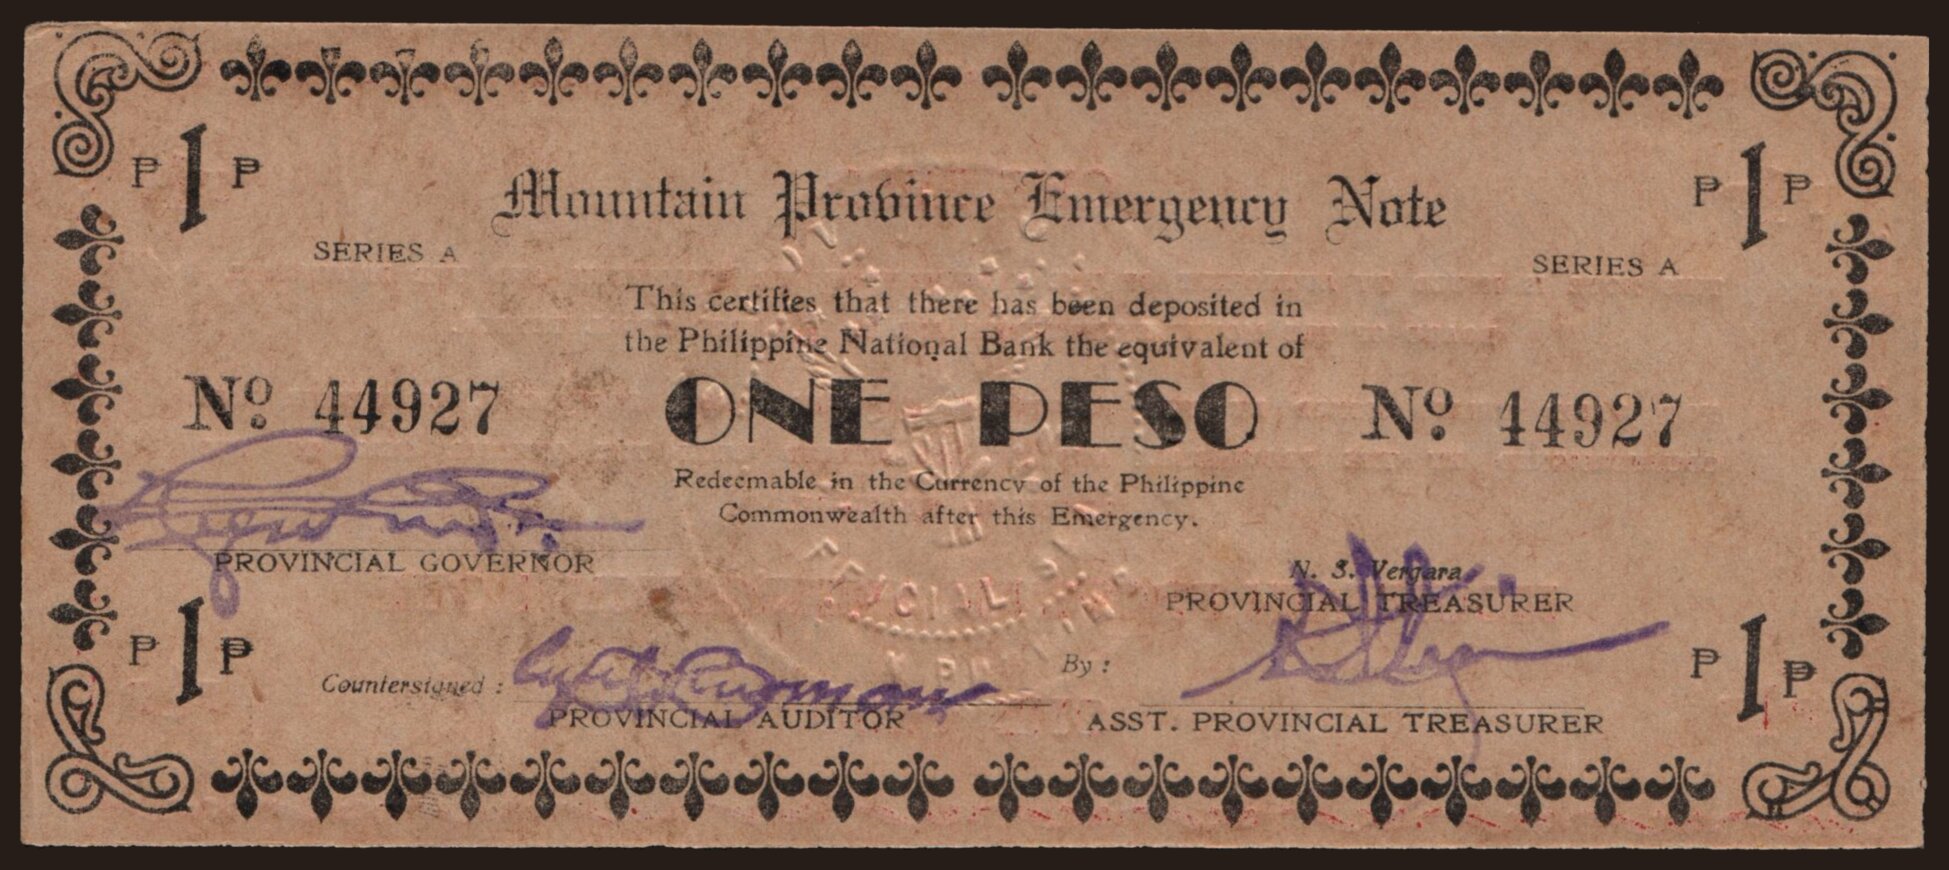 ₱ 1 ₱
₱ 1 ₱
Mountain Province Emergency Note
SERIES A
SERIES A
This certifies that there has been deposited in
the Philippine National Bank the equivalent of
Nº 44927
ONE PESO
Nº 44927
Redeemable in the Currency of the Philippine
Commonwealth after this Emergency.
PROVINCIAL GOVERNOR
N. S. Vergara
PROVINCIAL TREASURER
₱ 1 ₱
₱ 1 ₱
Countersigned :
By :
PROVINCIAL AUDITOR
ASST. PROVINCIAL TREASURER